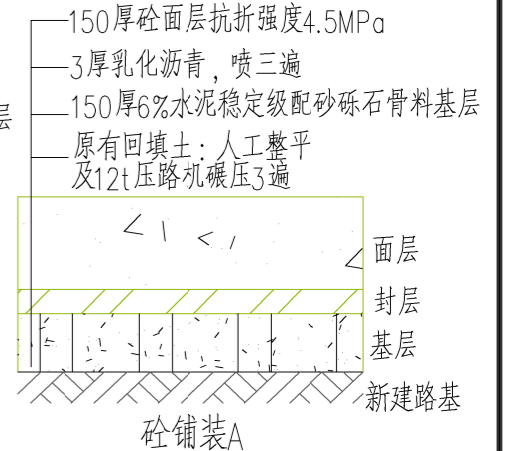 150厚砼面层抗折强度4.5MPa
3厚乳化沥青，喷三遍
150厚6%水泥稳定级配砂砾石骨料基层
层
原有回填土：人工整平
及12t压路机碾压3遍
面层
封层
基层
新建路基
砼铺装A